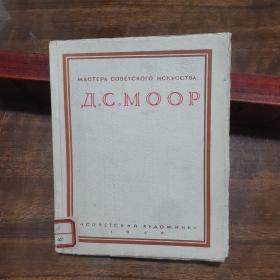 МАСТЕРА СОВЕТСКОГО ИСКУССТВА
Д.С.МООР
«СОВЕТСКИЙ ХУДОЖНИК»